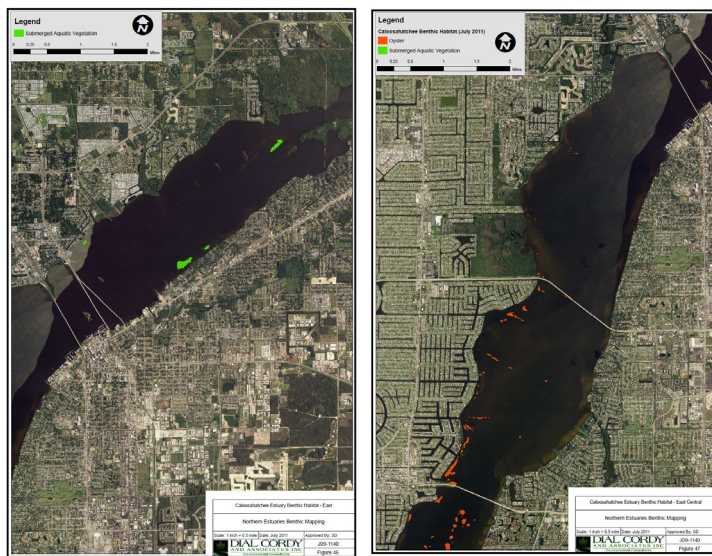 Legend
Submerged Aquatic Vegetation
0 0.5 1 1.5 2
Miles
N
Caloosahatchee Estuary Benthic Habitat - East
Northern Estuaries Benthic Mapping
Scale: 1 inch = 0.5 mile Date: July 2011 Approved By: SD
DIAL CORDY
AND ASSOCIATES INC
J09-1140
Figure 46
Legend
Caloosahatchee Benthic Habitat (July 2011)
Oyster
Submerged Aquatic Vegetation
0 0.5 1 1.5 2
Miles
N
Caloosahatchee Estuary Benthic Habitat - East Central
Northern Estuaries Benthic Mapping
Scale: 1 inch = 0.5 mile Date: July 2011 Approved By: SD
DIAL CORDY
AND ASSOCIATES INC
J09-1140
Figure 47